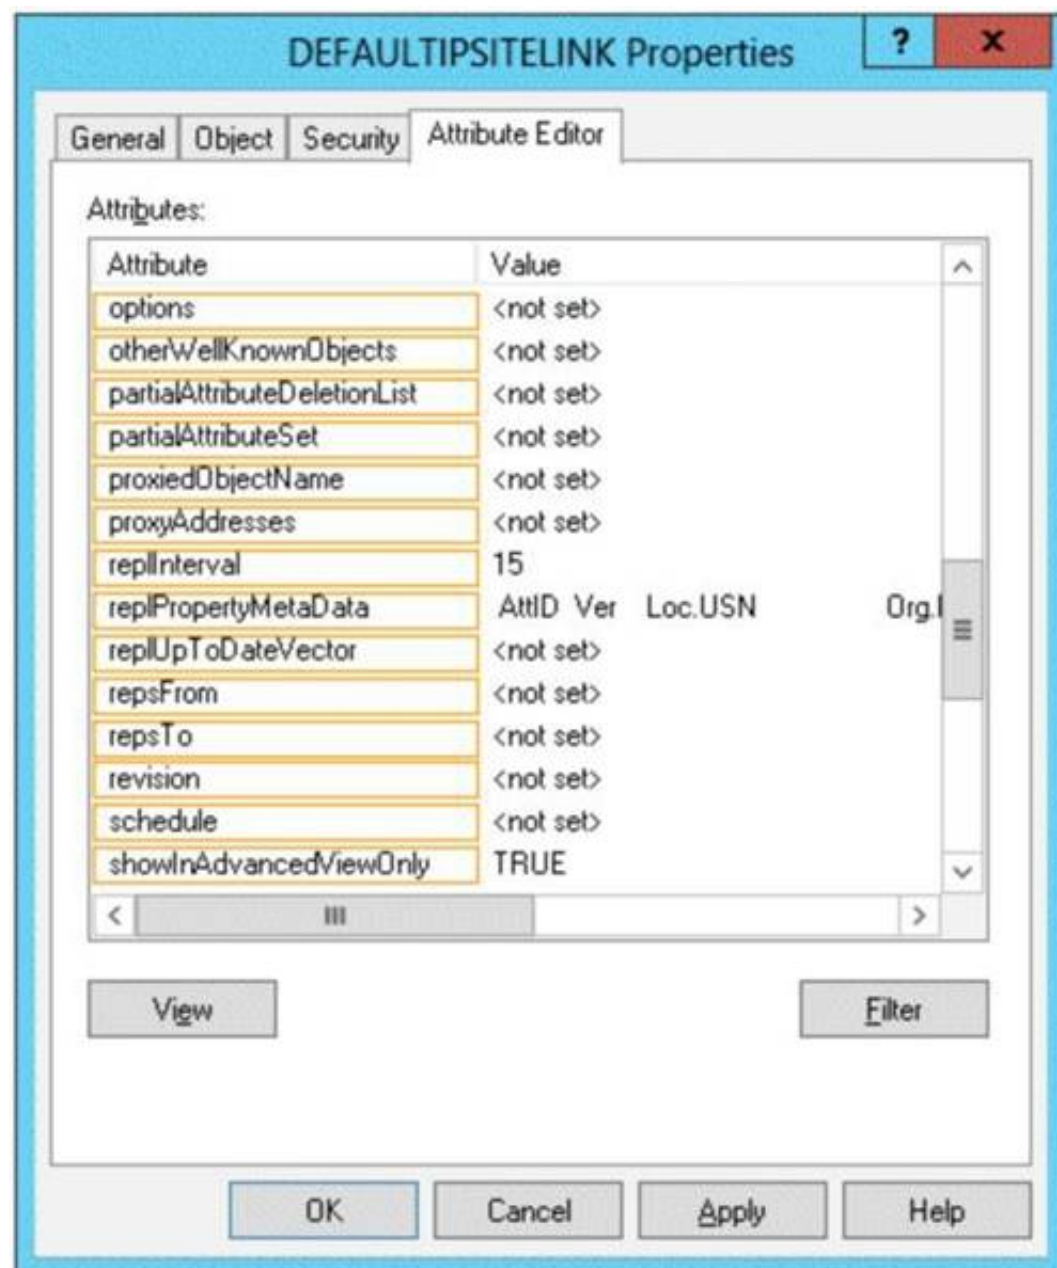 DEFAULTIPSITELINK Properties ? x
General Object Security Attribute Editor
Attributes:
Attribute Value
options <not set>
otherWellKnownObjects <not set>
partialAttributeDeletionList <not set>
partialAttributeSet <not set>
proxiedObjectName <not set>
proxyAddresses <not set>
replInterval 15
replPropertyMetaData AttID Ver Loc.USN Org.
replUpToDateVector <not set>
repsFrom <not set>
repsTo <not set>
revision <not set>
schedule <not set>
showInAdvancedViewOnly TRUE
View Filter
OK Cancel Apply Help